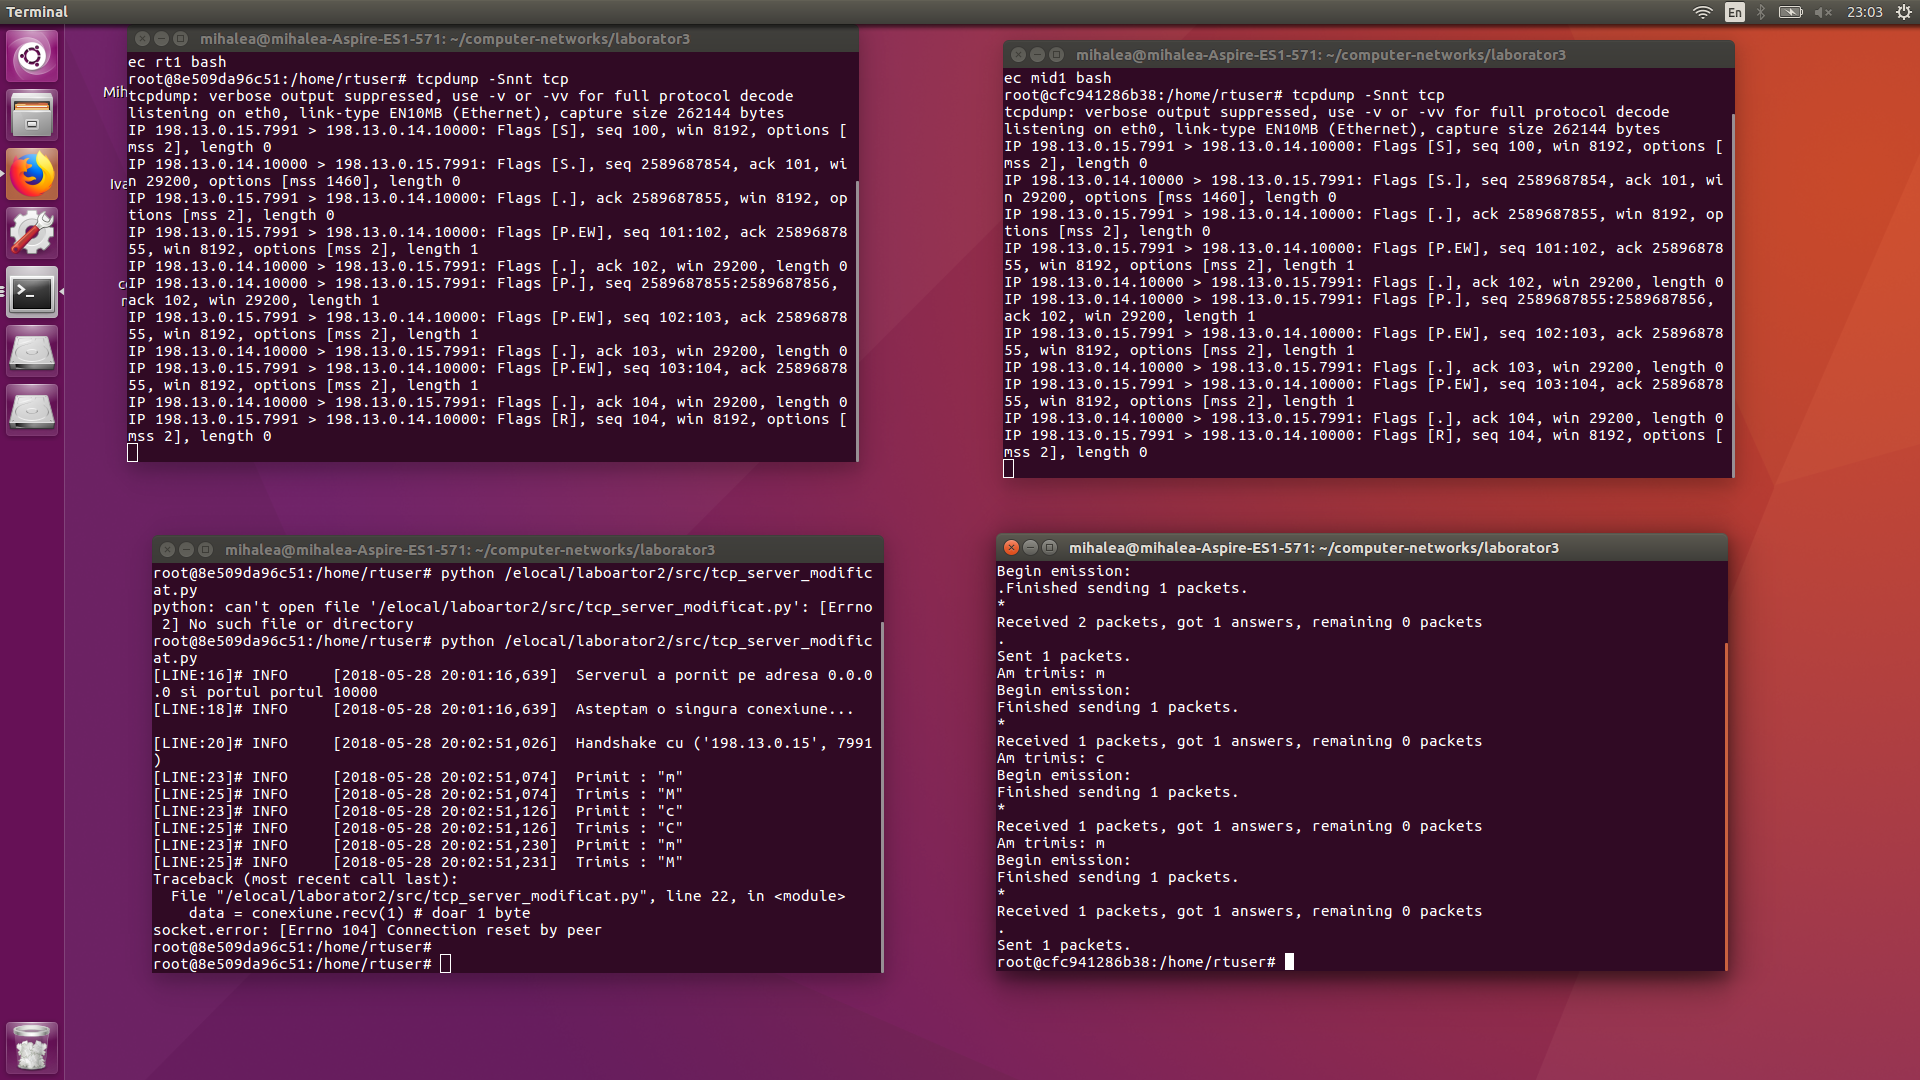 Terminal
En
23:03
Mih
Iva
mihalea@mihalea-Aspire-ES1-571: ~/computer-networks/laborator3
ec rt1 bash
root@8e509da96c51:/home/rtuser# tcpdump -Snnt tcp
tcpdump: verbose output suppressed, use -v or -vv for full protocol decode
listening on eth0, link-type EN10MB (Ethernet), capture size 262144 bytes
IP 198.13.0.15.7991 > 198.13.0.14.10000: Flags [S], seq 100, win 8192, options [
mss 2], length 0
IP 198.13.0.14.10000 > 198.13.0.15.7991: Flags [S.], seq 2589687854, ack 101, wi
n 29200, options [mss 1460], length 0
IP 198.13.0.15.7991 > 198.13.0.14.10000: Flags [.], ack 2589687855, win 8192, op
tions [mss 2], length 0
IP 198.13.0.15.7991 > 198.13.0.14.10000: Flags [P.EW], seq 101:102, ack 25896878
55, win 8192, options [mss 2], length 1
IP 198.13.0.14.10000 > 198.13.0.15.7991: Flags [.], ack 102, win 29200, length 0
IP 198.13.0.14.10000 > 198.13.0.15.7991: Flags [P.], seq 2589687855:2589687856,
ack 102, win 29200, length 1
IP 198.13.0.15.7991 > 198.13.0.14.10000: Flags [P.EW], seq 102:103, ack 25896878
55, win 8192, options [mss 2], length 1
IP 198.13.0.14.10000 > 198.13.0.15.7991: Flags [.], ack 103, win 29200, length 0
IP 198.13.0.15.7991 > 198.13.0.14.10000: Flags [P.EW], seq 103:104, ack 25896878
55, win 8192, options [mss 2], length 1
IP 198.13.0.14.10000 > 198.13.0.15.7991: Flags [.], ack 104, win 29200, length 0
IP 198.13.0.15.7991 > 198.13.0.14.10000: Flags [R], seq 104, win 8192, options [
mss 2], length 0
mihalea@mihalea-Aspire-ES1-571: ~/computer-networks/laborator3
ec mid1 bash
root@cfc941286b38:/home/rtuser# tcpdump -Snnt tcp
tcpdump: verbose output suppressed, use -v or -vv for full protocol decode
listening on eth0, link-type EN10MB (Ethernet), capture size 262144 bytes
IP 198.13.0.15.7991 > 198.13.0.14.10000: Flags [S], seq 100, win 8192, options [
mss 2], length 0
IP 198.13.0.14.10000 > 198.13.0.15.7991: Flags [S.], seq 2589687854, ack 101, wi
n 29200, options [mss 1460], length 0
IP 198.13.0.15.7991 > 198.13.0.14.10000: Flags [.], ack 2589687855, win 8192, op
tions [mss 2], length 0
IP 198.13.0.15.7991 > 198.13.0.14.10000: Flags [P.EW], seq 101:102, ack 25896878
55, win 8192, options [mss 2], length 1
IP 198.13.0.14.10000 > 198.13.0.15.7991: Flags [.], ack 102, win 29200, length 0
IP 198.13.0.14.10000 > 198.13.0.15.7991: Flags [P.], seq 2589687855:2589687856,
ack 102, win 29200, length 1
IP 198.13.0.15.7991 > 198.13.0.14.10000: Flags [P.EW], seq 102:103, ack 25896878
55, win 8192, options [mss 2], length 1
IP 198.13.0.14.10000 > 198.13.0.15.7991: Flags [.], ack 103, win 29200, length 0
IP 198.13.0.15.7991 > 198.13.0.14.10000: Flags [P.EW], seq 103:104, ack 25896878
55, win 8192, options [mss 2], length 1
IP 198.13.0.14.10000 > 198.13.0.15.7991: Flags [.], ack 104, win 29200, length 0
IP 198.13.0.15.7991 > 198.13.0.14.10000: Flags [R], seq 104, win 8192, options [
mss 2], length 0
mihalea@mihalea-Aspire-ES1-571: ~/computer-networks/laborator3
root@8e509da96c51:/home/rtuser# python /elocal/laboartor2/src/tcp_server_modific
at.py
python: can't open file '/elocal/laboartor2/src/tcp_server_modificat.py': [Errno
 2] No such file or directory
root@8e509da96c51:/home/rtuser# python /elocal/laborator2/src/tcp_server_modific
at.py
[LINE:16]# INFO     [2018-05-28 20:01:16,639]  Serverul a pornit pe adresa 0.0.0
.0 si portul portul 10000
[LINE:18]# INFO     [2018-05-28 20:01:16,639]  Asteptam o singura conexiune...
[LINE:20]# INFO     [2018-05-28 20:02:51,026]  Handshake cu ('198.13.0.15', 7991
)
[LINE:23]# INFO     [2018-05-28 20:02:51,074]  Primit : "m"
[LINE:25]# INFO     [2018-05-28 20:02:51,074]  Trimis : "M"
[LINE:23]# INFO     [2018-05-28 20:02:51,126]  Primit : "c"
[LINE:25]# INFO     [2018-05-28 20:02:51,126]  Trimis : "C"
[LINE:23]# INFO     [2018-05-28 20:02:51,230]  Primit : "m"
[LINE:25]# INFO     [2018-05-28 20:02:51,231]  Trimis : "M"
Traceback (most recent call last):
  File "/elocal/laborator2/src/tcp_server_modificat.py", line 22, in <module>
    data = conexiune.recv(1) # doar 1 byte
socket.error: [Errno 104] Connection reset by peer
root@8e509da96c51:/home/rtuser#
root@8e509da96c51:/home/rtuser#
mihalea@mihalea-Aspire-ES1-571: ~/computer-networks/laborator3
Begin emission:
.Finished sending 1 packets.
*
Received 2 packets, got 1 answers, remaining 0 packets
.
Sent 1 packets.
Am trimis: m
Begin emission:
Finished sending 1 packets.
*
Received 1 packets, got 1 answers, remaining 0 packets
Am trimis: c
Begin emission:
Finished sending 1 packets.
*
Received 1 packets, got 1 answers, remaining 0 packets
Am trimis: m
Begin emission:
Finished sending 1 packets.
*
Received 1 packets, got 1 answers, remaining 0 packets
.
Sent 1 packets.
root@cfc941286b38:/home/rtuser#